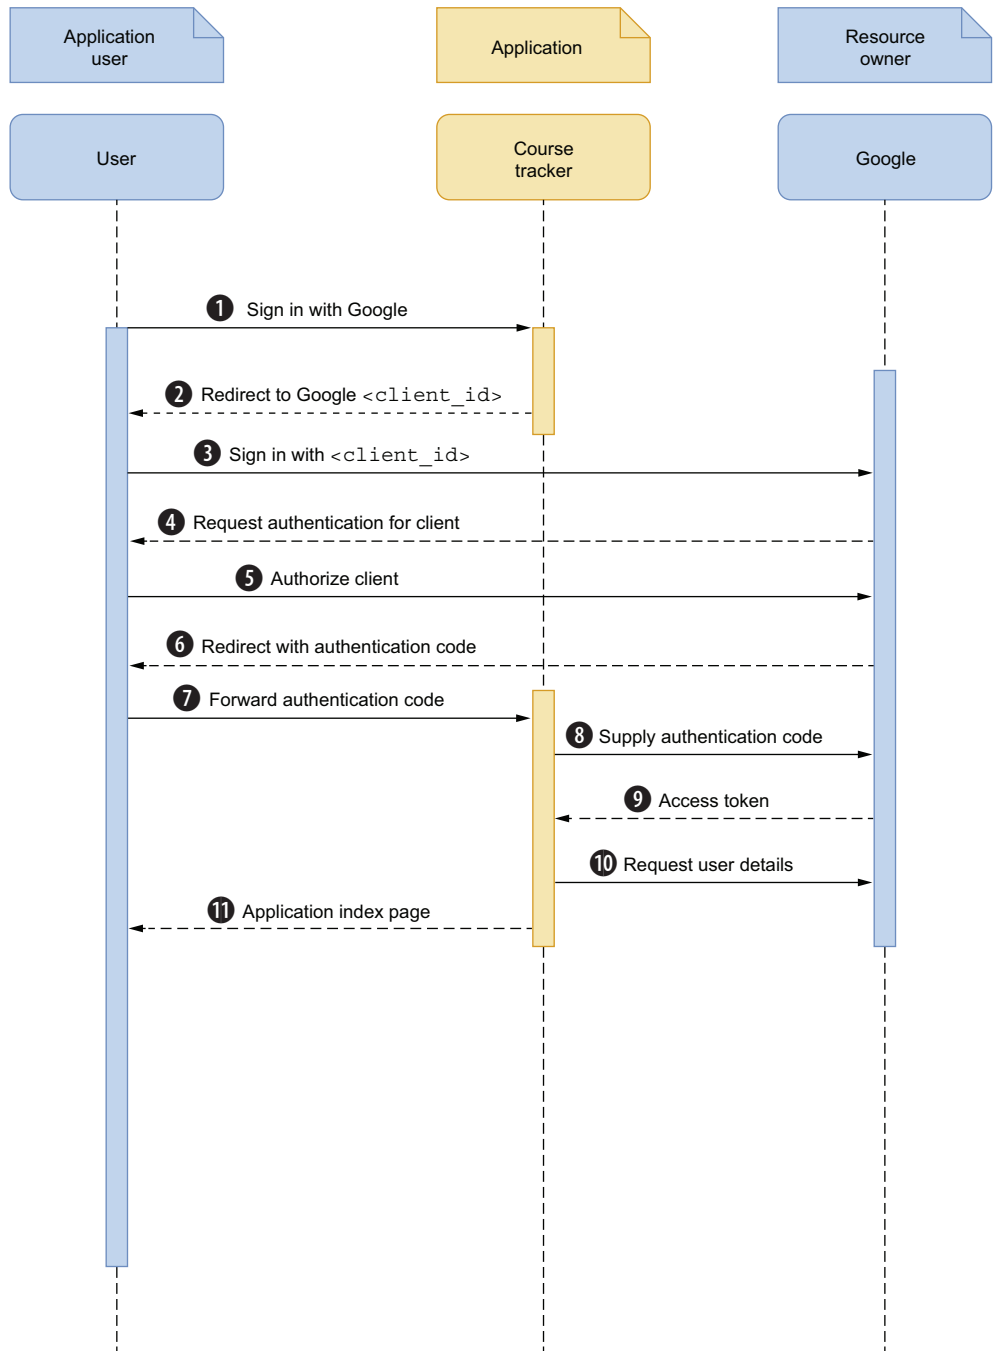 Application
user
Application
Resource
owner
User
Course
tracker
Google
1 Sign in with Google
2 Redirect to Google <client_id>
3 Sign in with <client_id>
4 Request authentication for client
5 Authorize client
6 Redirect with authentication code
7 Forward authentication code
8 Supply authentication code
9 Access token
10 Request user details
11 Application index page